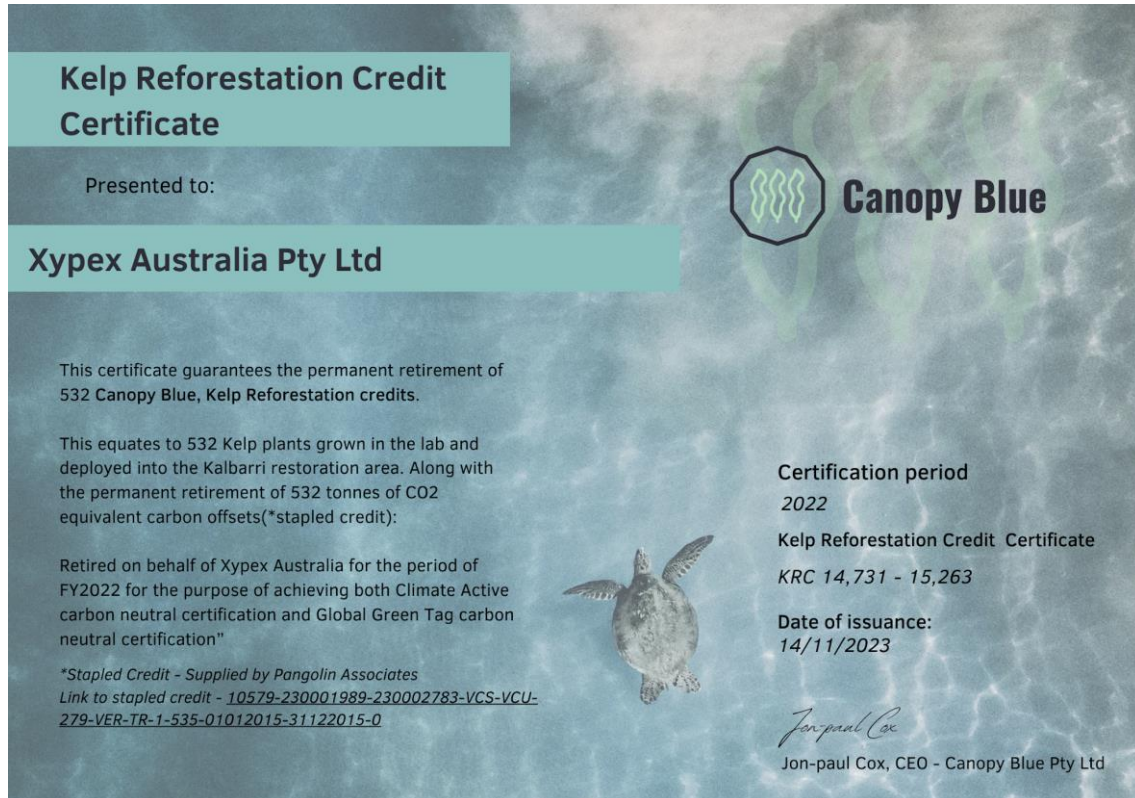 Kelp Reforestation Credit
Certificate
Presented to:
Canopy Blue
Xypex Australia Pty Ltd
This certificate guarantees the permanent retirement of
532 Canopy Blue, Kelp Reforestation credits.
This equates to 532 Kelp plants grown in the lab and
deployed into the Kalbarri restoration area. Along with
the permanent retirement of 532 tonnes of CO2
equivalent carbon offsets(*stapled credit):
Retired on behalf of Xypex Australia for the period of
FY2022 for the purpose of achieving both Climate Active
carbon neutral certification and Global Green Tag carbon
neutral certification"
*Stapled Credit - Supplied by Pangolin Associates
Link to stapled credit - 10579-230001989-230002783-VCS-VCU-
279-VER-TR-1-535-01012015-31122015-0
Certification period
2022
Kelp Reforestation Credit Certificate
KRC 14,731 - 15,263
Date of issuance:
14/11/2023
Jon-paul Cox
Jon-paul Cox, CEO - Canopy Blue Pty Ltd